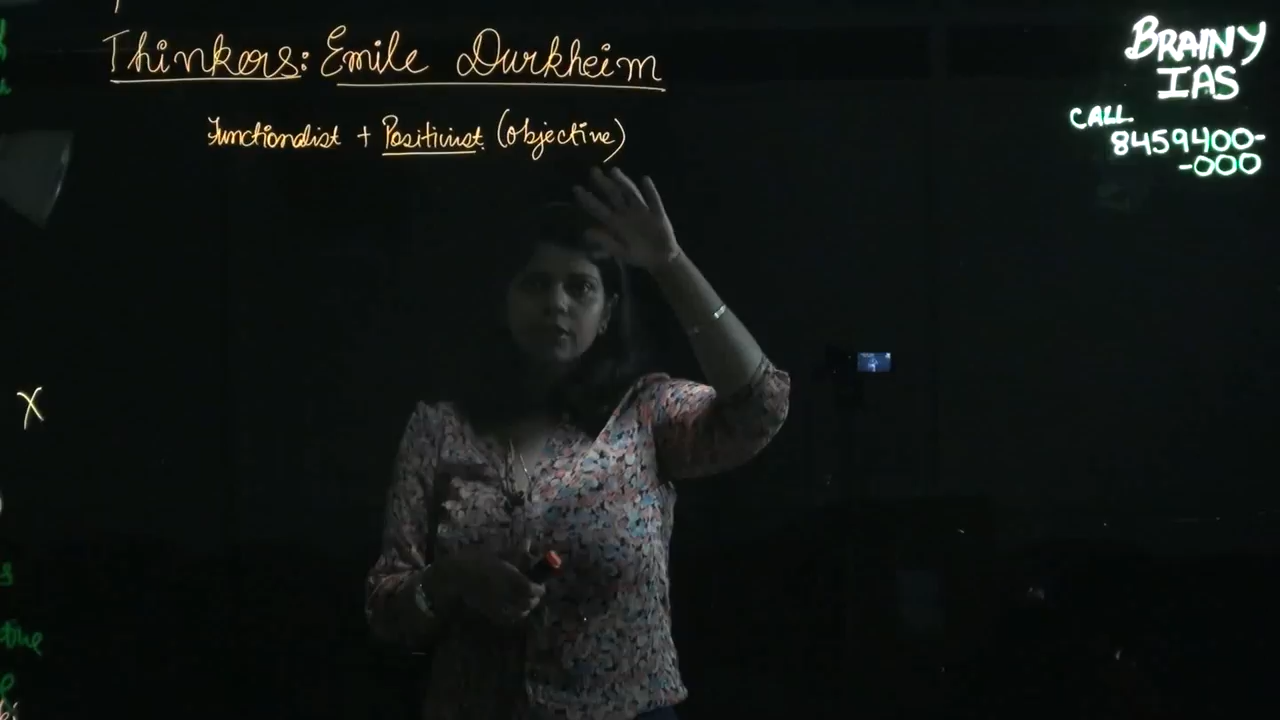 Thinkers: Emile Durkheim
Functionalist + Positivist (objective)
BRAINY
IAS
CALL
8459400-
-000
X